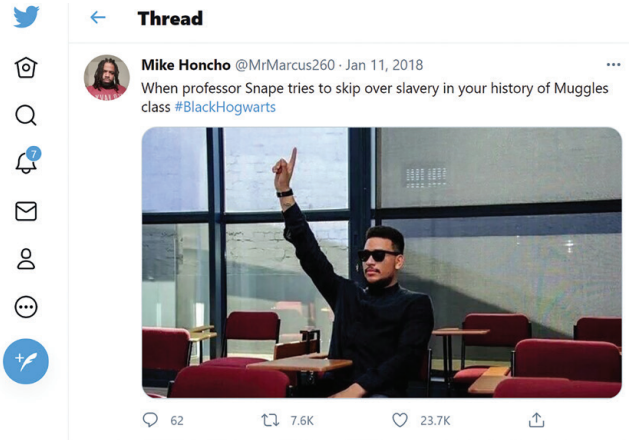 Thread
Mike Honcho @MrMarcus260 · Jan 11, 2018
When professor Snape tries to skip over slavery in your history of Muggles
class #BlackHogwarts
7
62 7.6K 23.7K